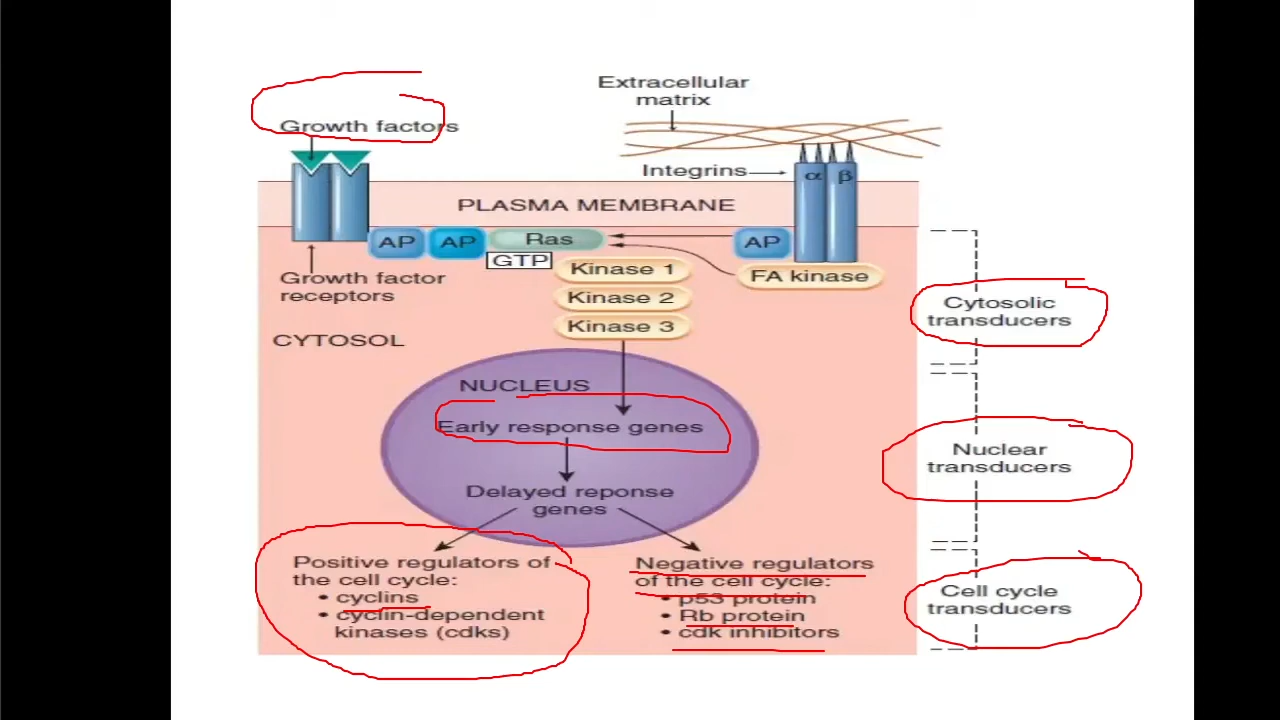 Extracellular
matrix
Growth factors
Integrins
α β
PLASMA MEMBRANE
AP AP Ras AP
GTP
Kinase 1
FA kinase
Growth factor
receptors
Kinase 2
Kinase 3
Cytosolic
transducers
CYTOSOL
NUCLEUS
Early response genes
Nuclear
transducers
Delayed reponse
genes
Positive regulators of
the cell cycle:
• cyclins
• cyclin-dependent
kinases (cdks)
Negative regulators
of the cell cycle:
• p53 protein
• Rb protein
• cdk inhibitors
Cell cycle
transducers